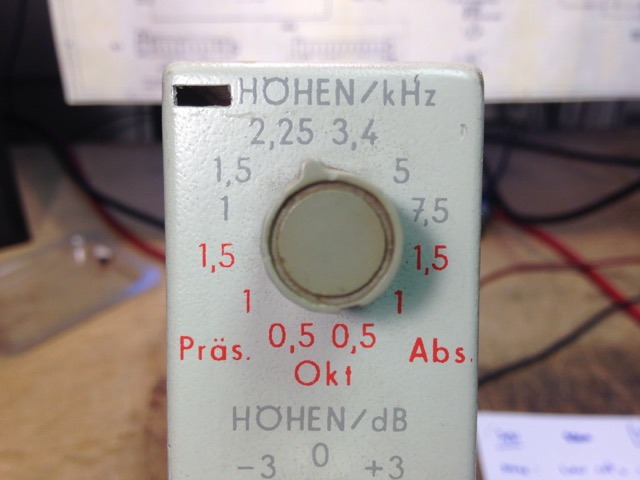 HÖHEN/kHz
2,25 3,4
1,5 5
1 7,5
1,5 1,5
1 1
Präs. 0,5 0,5 Abs.
Okt
HÖHEN/dB
-3 0 +3